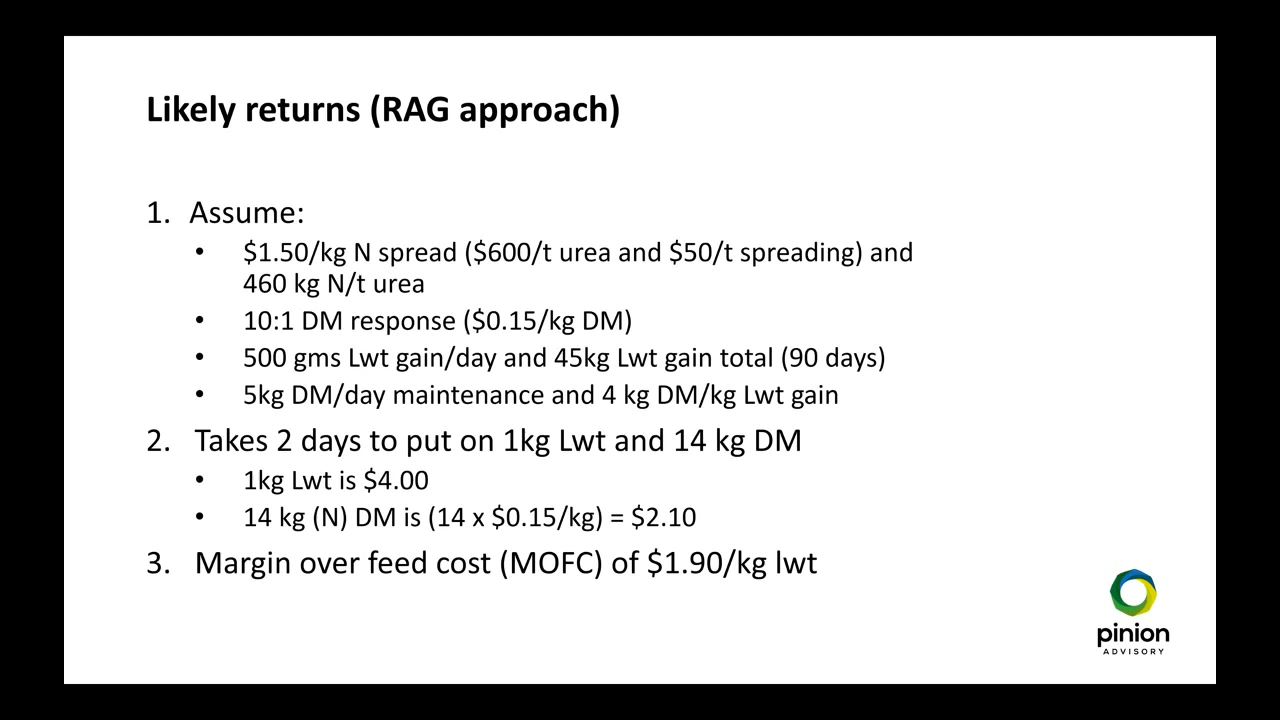 Likely returns (RAG approach)
1. Assume:
• $1.50/kg N spread ($600/t urea and $50/t spreading) and
460 kg N/t urea
• 10:1 DM response ($0.15/kg DM)
• 500 gms Lwt gain/day and 45kg Lwt gain total (90 days)
• 5kg DM/day maintenance and 4 kg DM/kg Lwt gain
2. Takes 2 days to put on 1kg Lwt and 14 kg DM
• 1kg Lwt is $4.00
• 14 kg (N) DM is (14 x $0.15/kg) = $2.10
3. Margin over feed cost (MOFC) of $1.90/kg lwt
pinion
ADVISORY